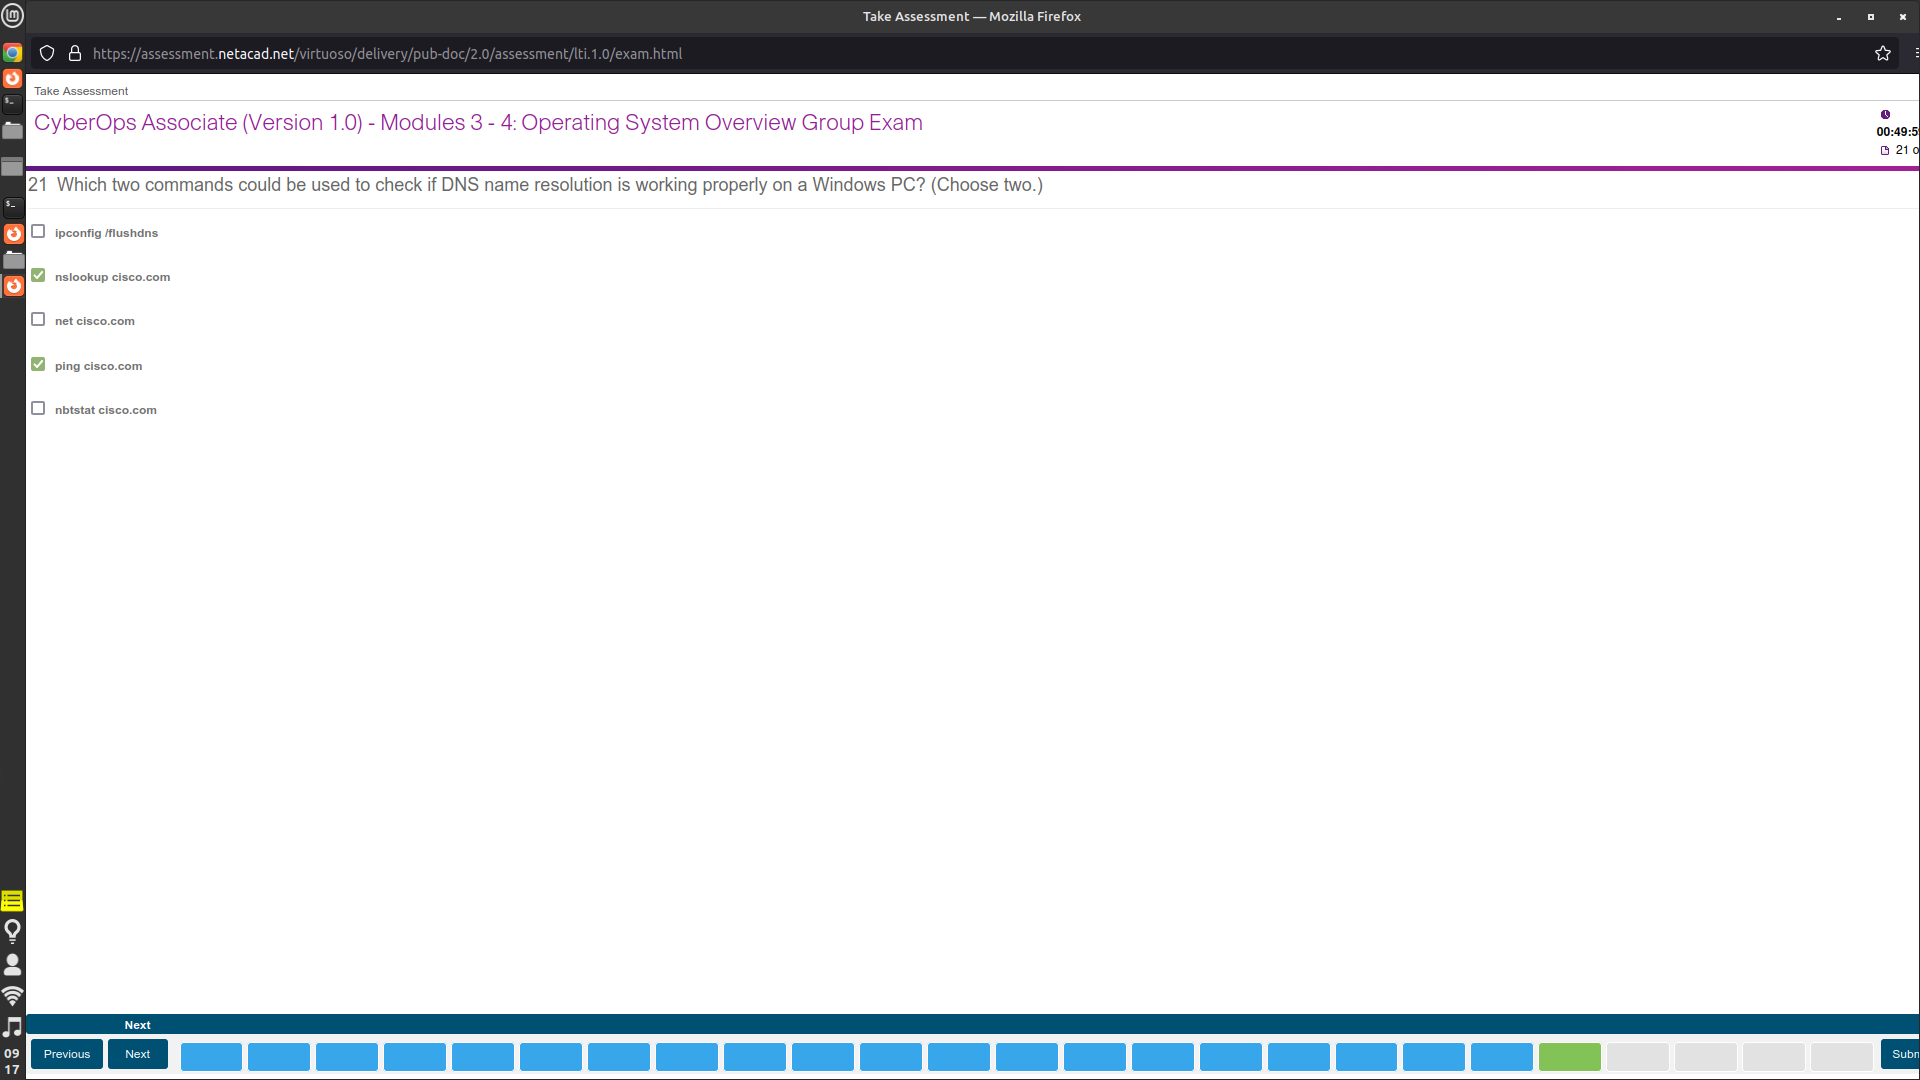 Take Assessment — Mozilla Firefox
https://assessment.netacad.net/virtuoso/delivery/pub-doc/2.0/assessment/lti.1.0/exam.html
Take Assessment
CyberOps Associate (Version 1.0) - Modules 3 - 4: Operating System Overview Group Exam
00:49:5
21 o
21 Which two commands could be used to check if DNS name resolution is working properly on a Windows PC? (Choose two.)
ipconfig /flushdns
nslookup cisco.com
net cisco.com
ping cisco.com
nbtstat cisco.com
Next
Previous
Next
Subm
09
17